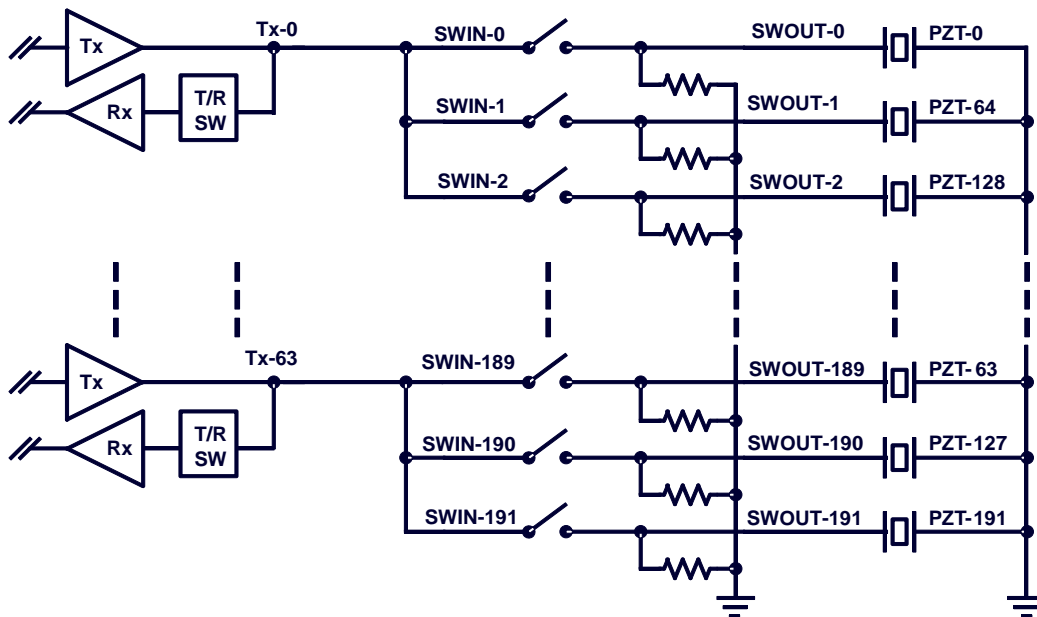 Tx
Tx-0
SWIN-0
SWOUT-0
PZT-0
Rx
T/R
SW
SWIN-1
SWOUT-1
PZT-64
SWIN-2
SWOUT-2
PZT-128
Tx
Tx-63
SWIN-189
SWOUT-189
PZT- 63
Rx
T/R
SW
SWIN-190
SWOUT-190
PZT-127
SWIN-191
SWOUT-191
PZT-191